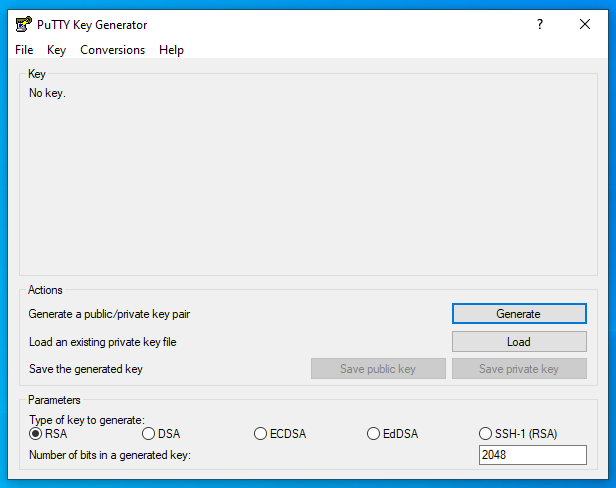 PuTTY Key Generator ?
File Key Conversions Help
Key
No key.
Actions
Generate a public/private key pair Generate
Load an existing private key file Load
Save the generated key Save public key Save private key
Parameters
Type of key to generate:
RSA DSA ECDSA EdDSA SSH-1 (RSA)
Number of bits in a generated key: 2048